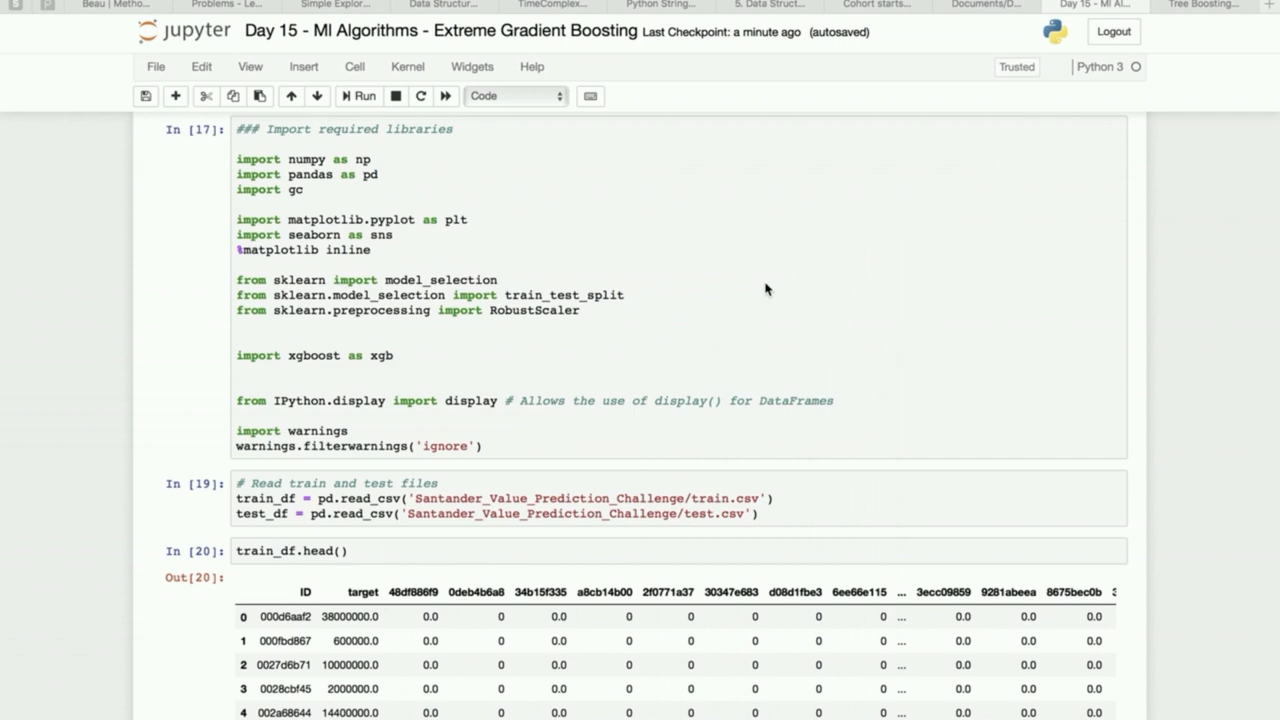 Beau | Metho... Problems - Le... Simple Explor... Data Structur... TimeComplex... Python String... 5. Data Struct... Cohort starts... Documents/D... Day 15 - Ml Al... Tree Boosting...
jupyter Day 15 - Ml Algorithms - Extreme Gradient Boosting Last Checkpoint: a minute ago (autosaved) Logout
File Edit View Insert Cell Kernel Widgets Help Trusted Python 3
Run Code
In [17]: ### Import required libraries
import numpy as np
import pandas as pd
import gc
import matplotlib.pyplot as plt
import seaborn as sns
%matplotlib inline
from sklearn import model_selection
from sklearn.model_selection import train_test_split
from sklearn.preprocessing import RobustScaler
import xgboost as xgb
from IPython.display import display # Allows the use of display() for DataFrames
import warnings
warnings.filterwarnings('ignore')
In [19]: # Read train and test files
train_df = pd.read_csv('Santander_Value_Prediction_Challenge/train.csv')
test_df = pd.read_csv('Santander_Value_Prediction_Challenge/test.csv')
In [20]: train_df.head()
Out[20]:
ID target 48df886f9 0deb4b6a8 34b15f335 a8cb14b00 2f0771a37 30347e683 d08d1fbe3 6ee66e115 ... 3ecc09859 9281abeea 8675bec0b
0 000d6aaf2 38000000.0 0.0 0 0.0 0 0 0 0 0 ... 0.0 0.0 0.0
1 000fbd867 600000.0 0.0 0 0.0 0 0 0 0 0 ... 0.0 0.0 0.0
2 0027d6b71 10000000.0 0.0 0 0.0 0 0 0 0 0 ... 0.0 0.0 0.0
3 0028cbf45 2000000.0 0.0 0 0.0 0 0 0 0 0 ... 0.0 0.0 0.0
4 002a68644 14400000.0 0.0 0 0.0 0 0 0 0 0 ... 0.0 0.0 0.0